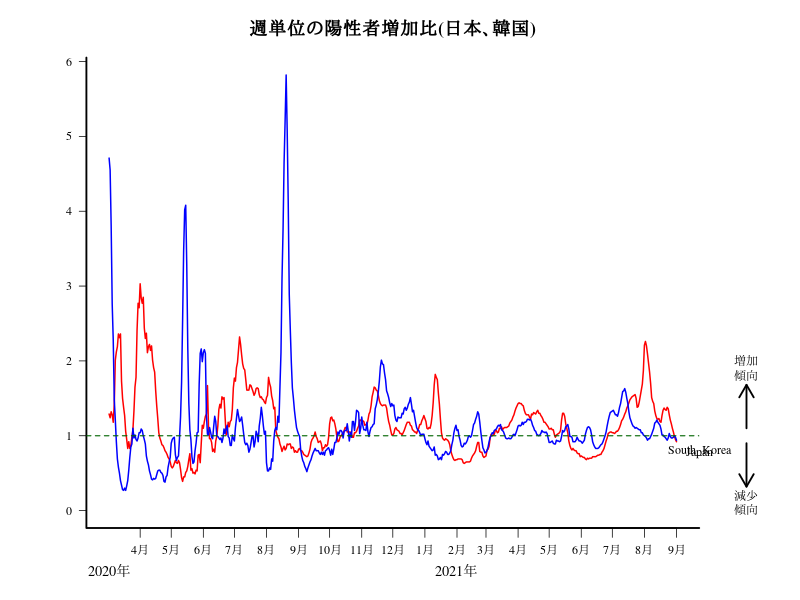 週単位の陽性者増加比(日本、韓国)
6
5
4
3
2
1
0
増加
傾向
減少
傾向
South Korea
Japan
4月 5月 6月 7月 8月 9月 10月 11月 12月 1月 2月 3月 4月 5月 6月 7月 8月 9月
2020年 2021年